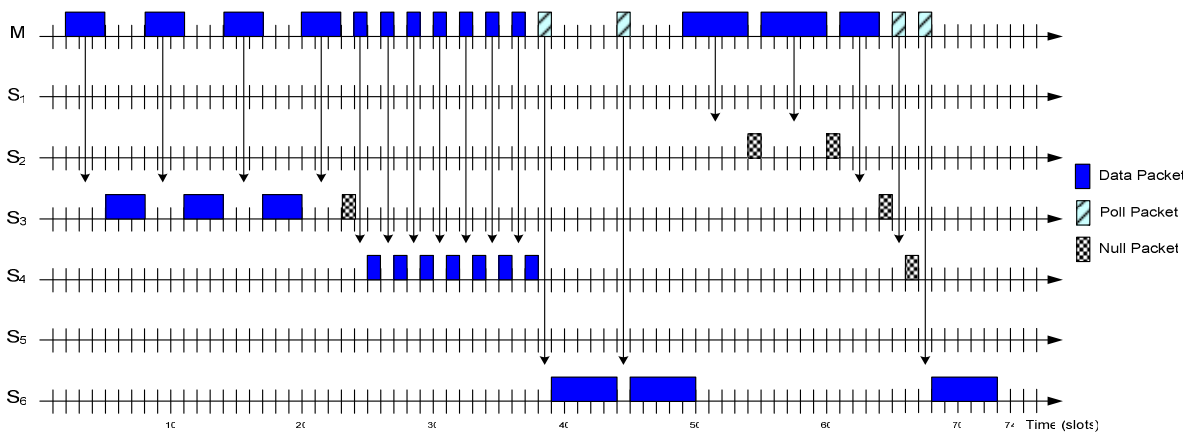 M
S1
S2
S3
S4
S5
S6
Data Packet
Poll Packet
Null Packet
10 20 30 40 50 60 70 74 Time (slots)